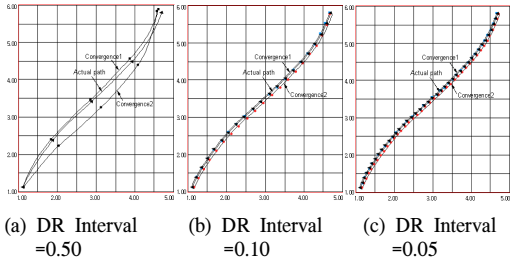 6.00
5.00
4.00
3.00
2.00
1.00
1.00 2.00 3.00 4.00 5.00
Convergence1
Actual path
Convergence2
6.00
5.00
4.00
3.00
2.00
1.00
1.00 2.00 3.00 4.00 5.00
Convergence1
Actual path
Convergence2
6.00
5.00
4.00
3.00
2.00
1.00
1.00 2.00 3.00 4.00 5.00
Convergence1
Actual path
Convergence2
(a) DR Interval
=0.50
(b) DR Interval
=0.10
(c) DR Interval
=0.05